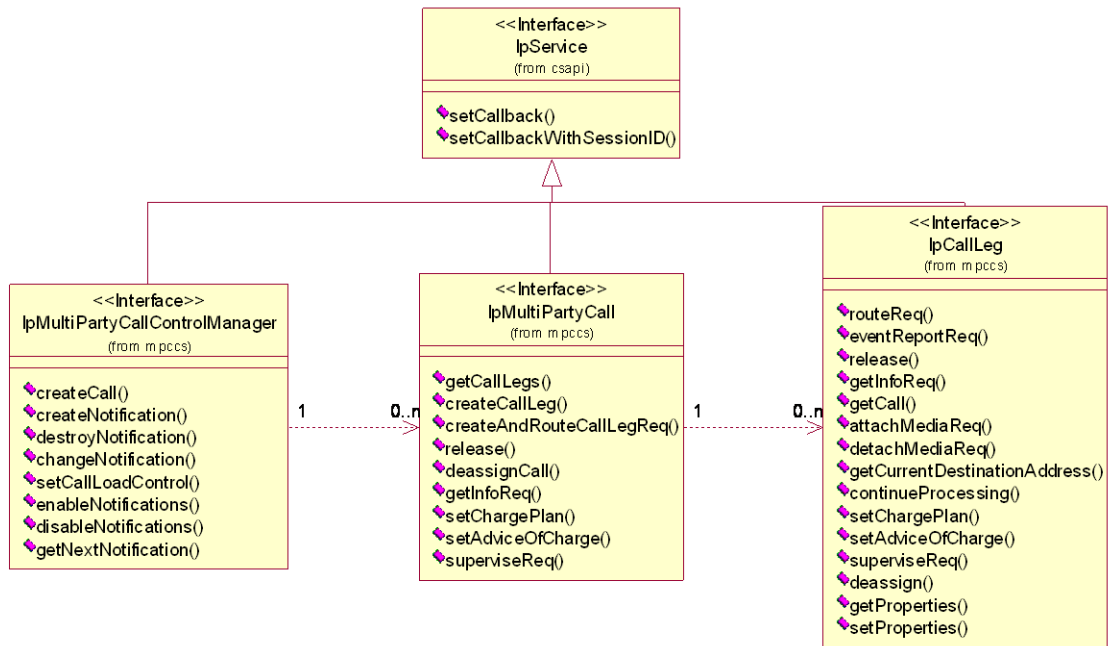 <<Interface>>
IpService
(from csapi)
setCallback()
setCallbackWithSessionID()
<<Interface>>
IpMultiPartyCallControlManager
(from mpccs)
createCall()
createNotification()
destroyNotification()
changeNotification()
setCallLoadControl()
enableNotifications()
disableNotifications()
getNextNotification()
1
0..n
<<Interface>>
IpMultiPartyCall
(from mpccs)
getCallLegs()
createCallLeg()
createAndRouteCallLegReq()
release()
deassignCall()
getInfoReq()
setChargePlan()
setAdviceOfCharge()
superviseReq()
1
0..n
<<Interface>>
IpCallLeg
(from mpccs)
routeReq()
eventReportReq()
release()
getInfoReq()
getCall()
attachMediaReq()
detachMediaReq()
getCurrentDestinationAddress()
continueProcessing()
setChargePlan()
setAdviceOfCharge()
superviseReq()
deassign()
getProperties()
setProperties()